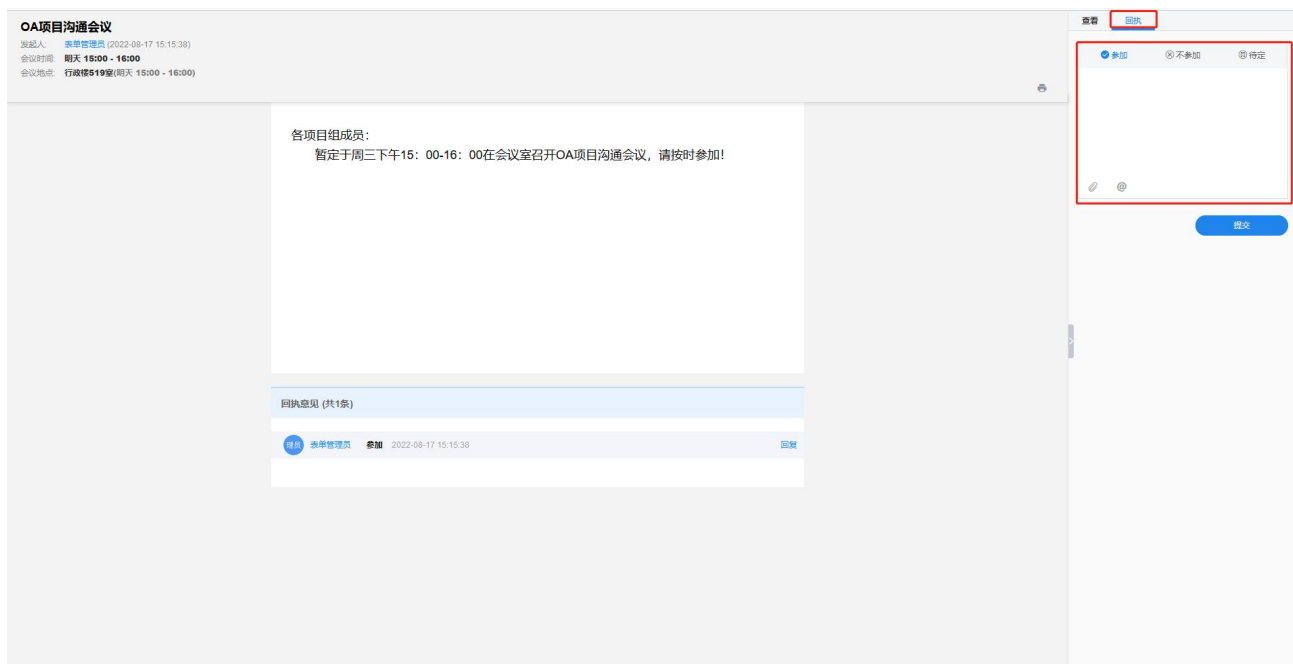 OA项目沟通会议
发起人: 表单管理员 (2022-08-17 15:15:38)
会议时间: 明天 15:00 - 16:00
会议地点: 行政楼519室(明天 15:00 - 16:00)
各项目组成员:
暂定于周三下午15：00-16：00在会议室召开OA项目沟通会议，请按时参加!
回执意见 (共1条)
理员 表单管理员 参加 2022-08-17 15:15:38 回复
查看 回执
参加 不参加 待定
@
提交